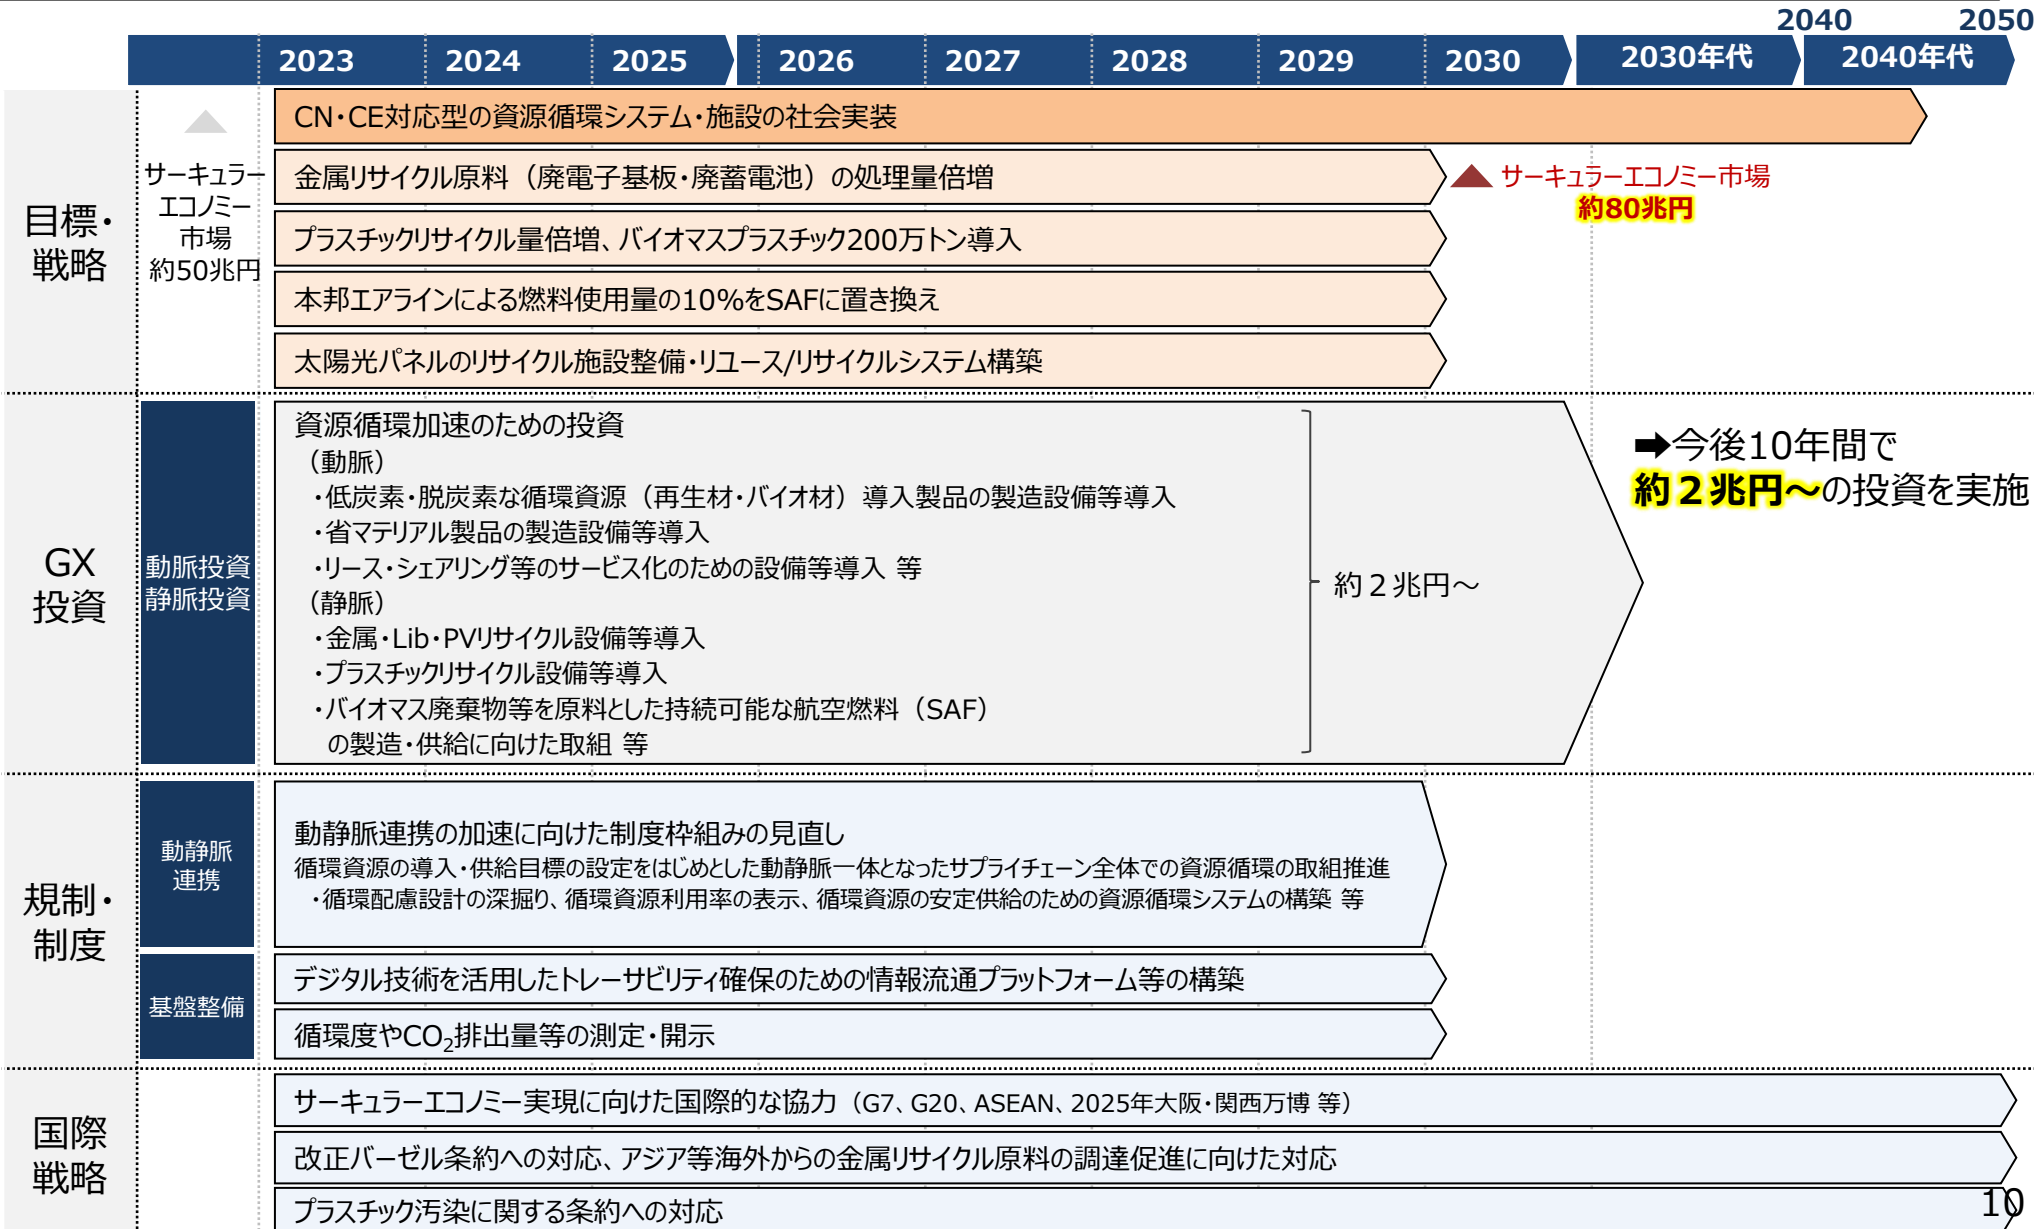 2040 2050
2023 2024 2025 2026 2027 2028 2029 2030 2030年代 2040年代
目標・
戦略
サーキュラー
エコノミー
市場
約50兆円
CN・CE対応型の資源循環システム・施設の社会実装
金属リサイクル原料（廃電子基板・廃蓄電池）の処理量倍増
サーキュラーエコノミー市場
約80兆円
プラスチックリサイクル量倍増、バイオマスプラスチック200万トン導入
本邦エアラインによる燃料使用量の10%をSAFに置き換え
太陽光パネルのリサイクル施設整備・リユース/リサイクルシステム構築
GX
投資
動脈投資
静脈投資
資源循環加速のための投資
（動脈）
・低炭素・脱炭素な循環資源（再生材・バイオ材）導入製品の製造設備等導入
・省マテリアル製品の製造設備等導入
・リース・シェアリング等のサービス化のための設備等導入 等
（静脈）
・金属・Lib・PVリサイクル設備等導入
・プラスチックリサイクル設備等導入
・バイオマス廃棄物等を原料とした持続可能な航空燃料（SAF）
の製造・供給に向けた取組 等
約２兆円～
➡今後10年間で
約２兆円～の投資を実施
規制・
制度
動静脈
連携
動静脈連携の加速に向けた制度枠組みの見直し
循環資源の導入・供給目標の設定をはじめとした動静脈一体となったサプライチェーン全体での資源循環の取組推進
・循環配慮設計の深掘り、循環資源利用率の表示、循環資源の安定供給のための資源循環システムの構築 等
基盤整備
デジタル技術を活用したトレーサビリティ確保のための情報流通プラットフォーム等の構築
循環度やCO₂排出量等の測定・開示
国際
戦略
サーキュラーエコノミー実現に向けた国際的な協力（G7、G20、ASEAN、2025年大阪・関西万博 等）
改正バーゼル条約への対応、アジア等海外からの金属リサイクル原料の調達促進に向けた対応
プラスチック汚染に関する条約への対応
10